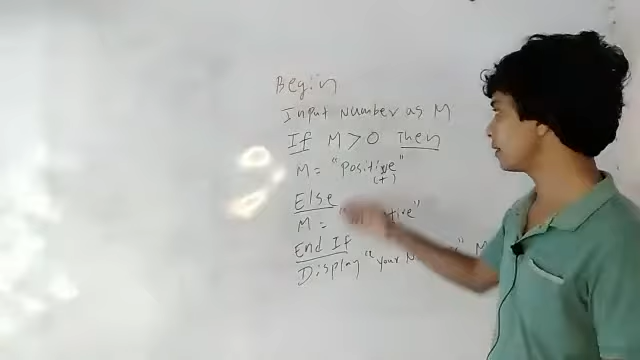 Begin
Input Number as M
If M > 0 Then
M = "Positive"
(+)
Else
M =
End If
Display "your M